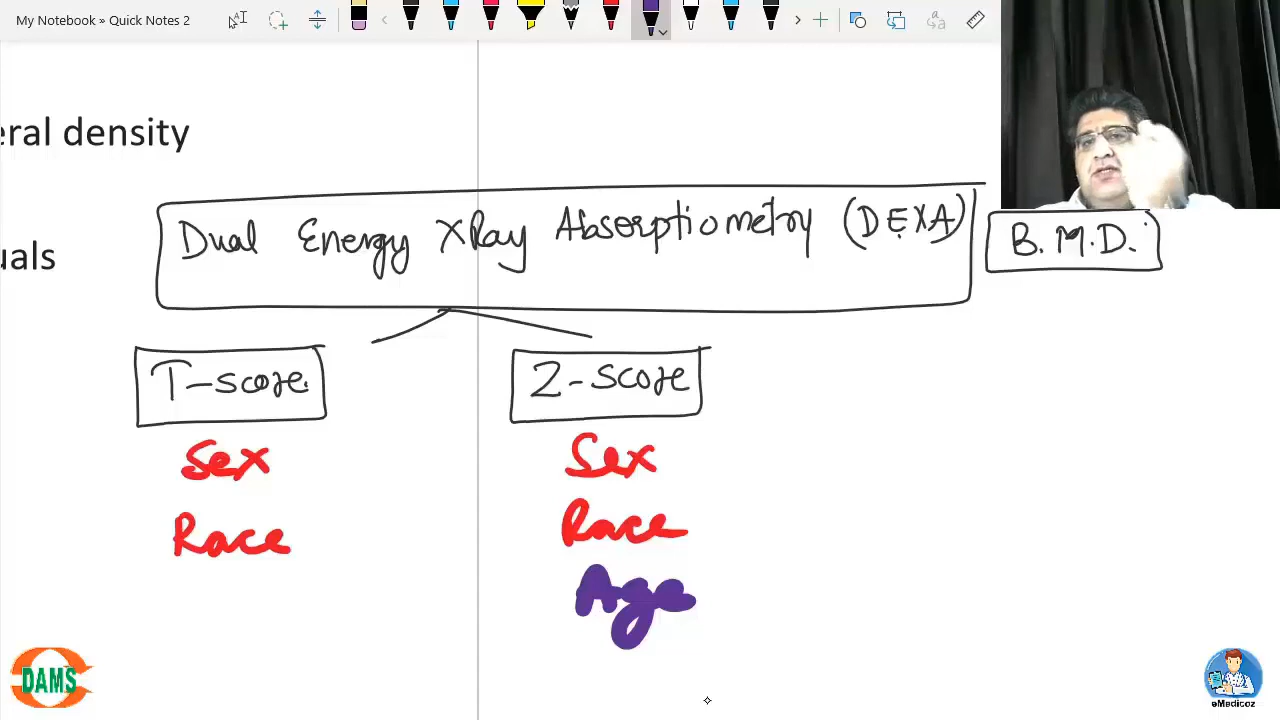 My Notebook » Quick Notes 2
eral density
Dual Energy XRay Absorptiometry (DEXA)
B.M.D.
uals
T-score
Z-score
Sex
Sex
Race
Race
Age
DAMS
eMedicoz